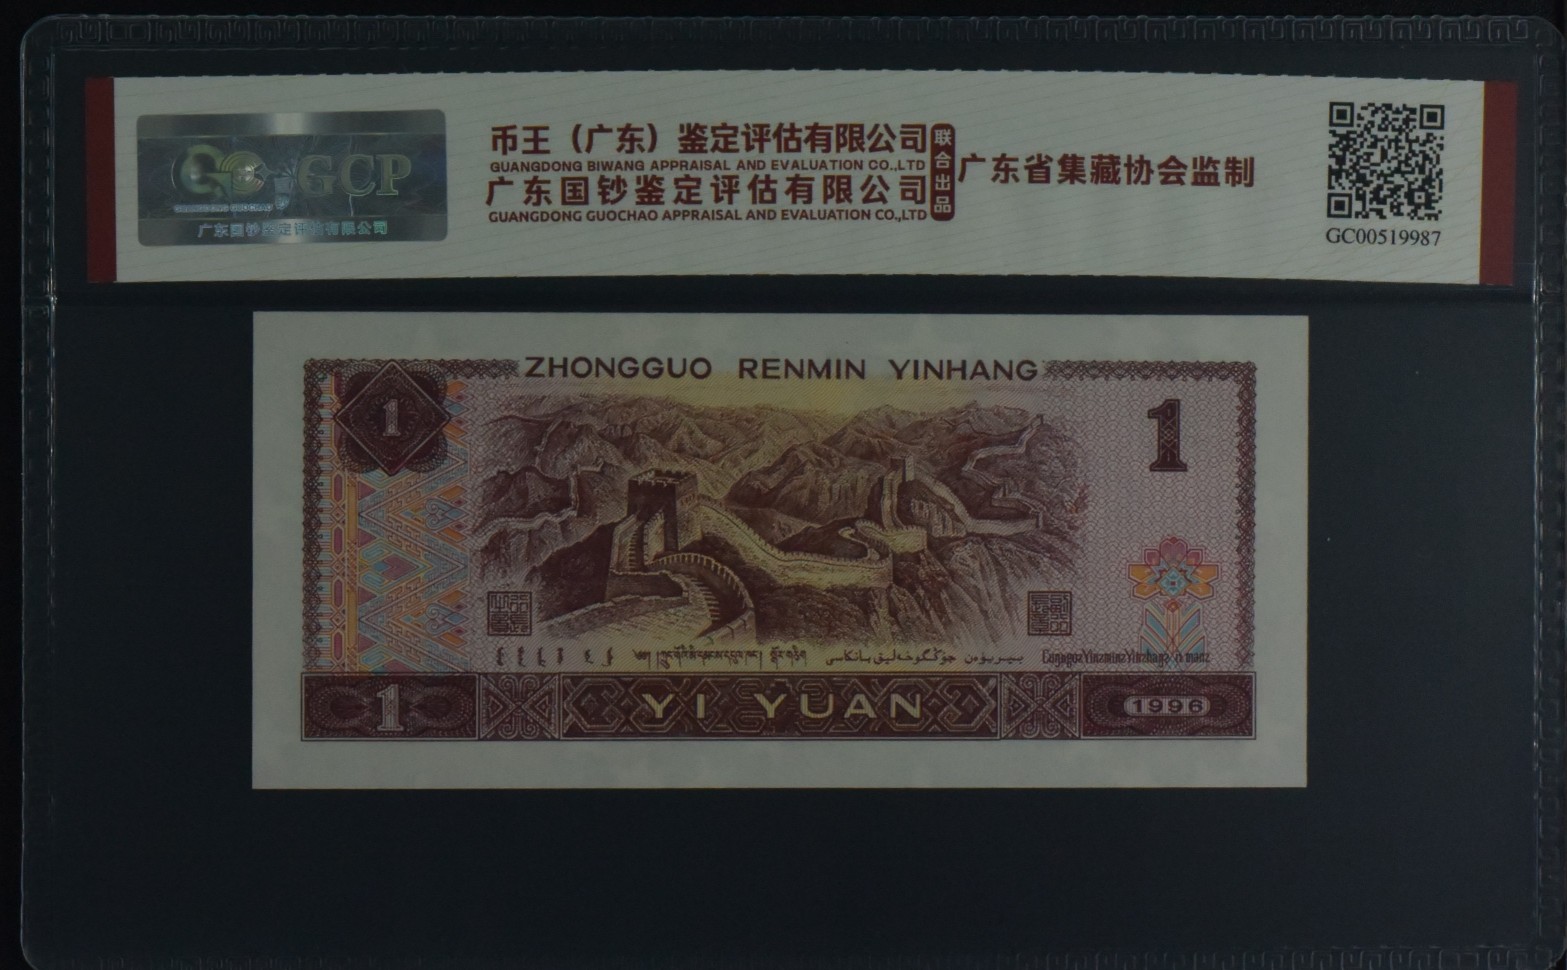 GCP
广东国钞鉴定评估有限公司
币王（广东）鉴定评估有限公司
GUANGDONG BIWANG APPRAISAL AND EVALUATION CO.,LTD
广东国钞鉴定评估有限公司
GUANGDONG GUOCHAO APPRAISAL AND EVALUATION CO.,LTD
联合出品
广东省集藏协会监制
GC00519987
ZHONGGUO RENMIN YINHANG
1
1
1
YI YUAN
1996